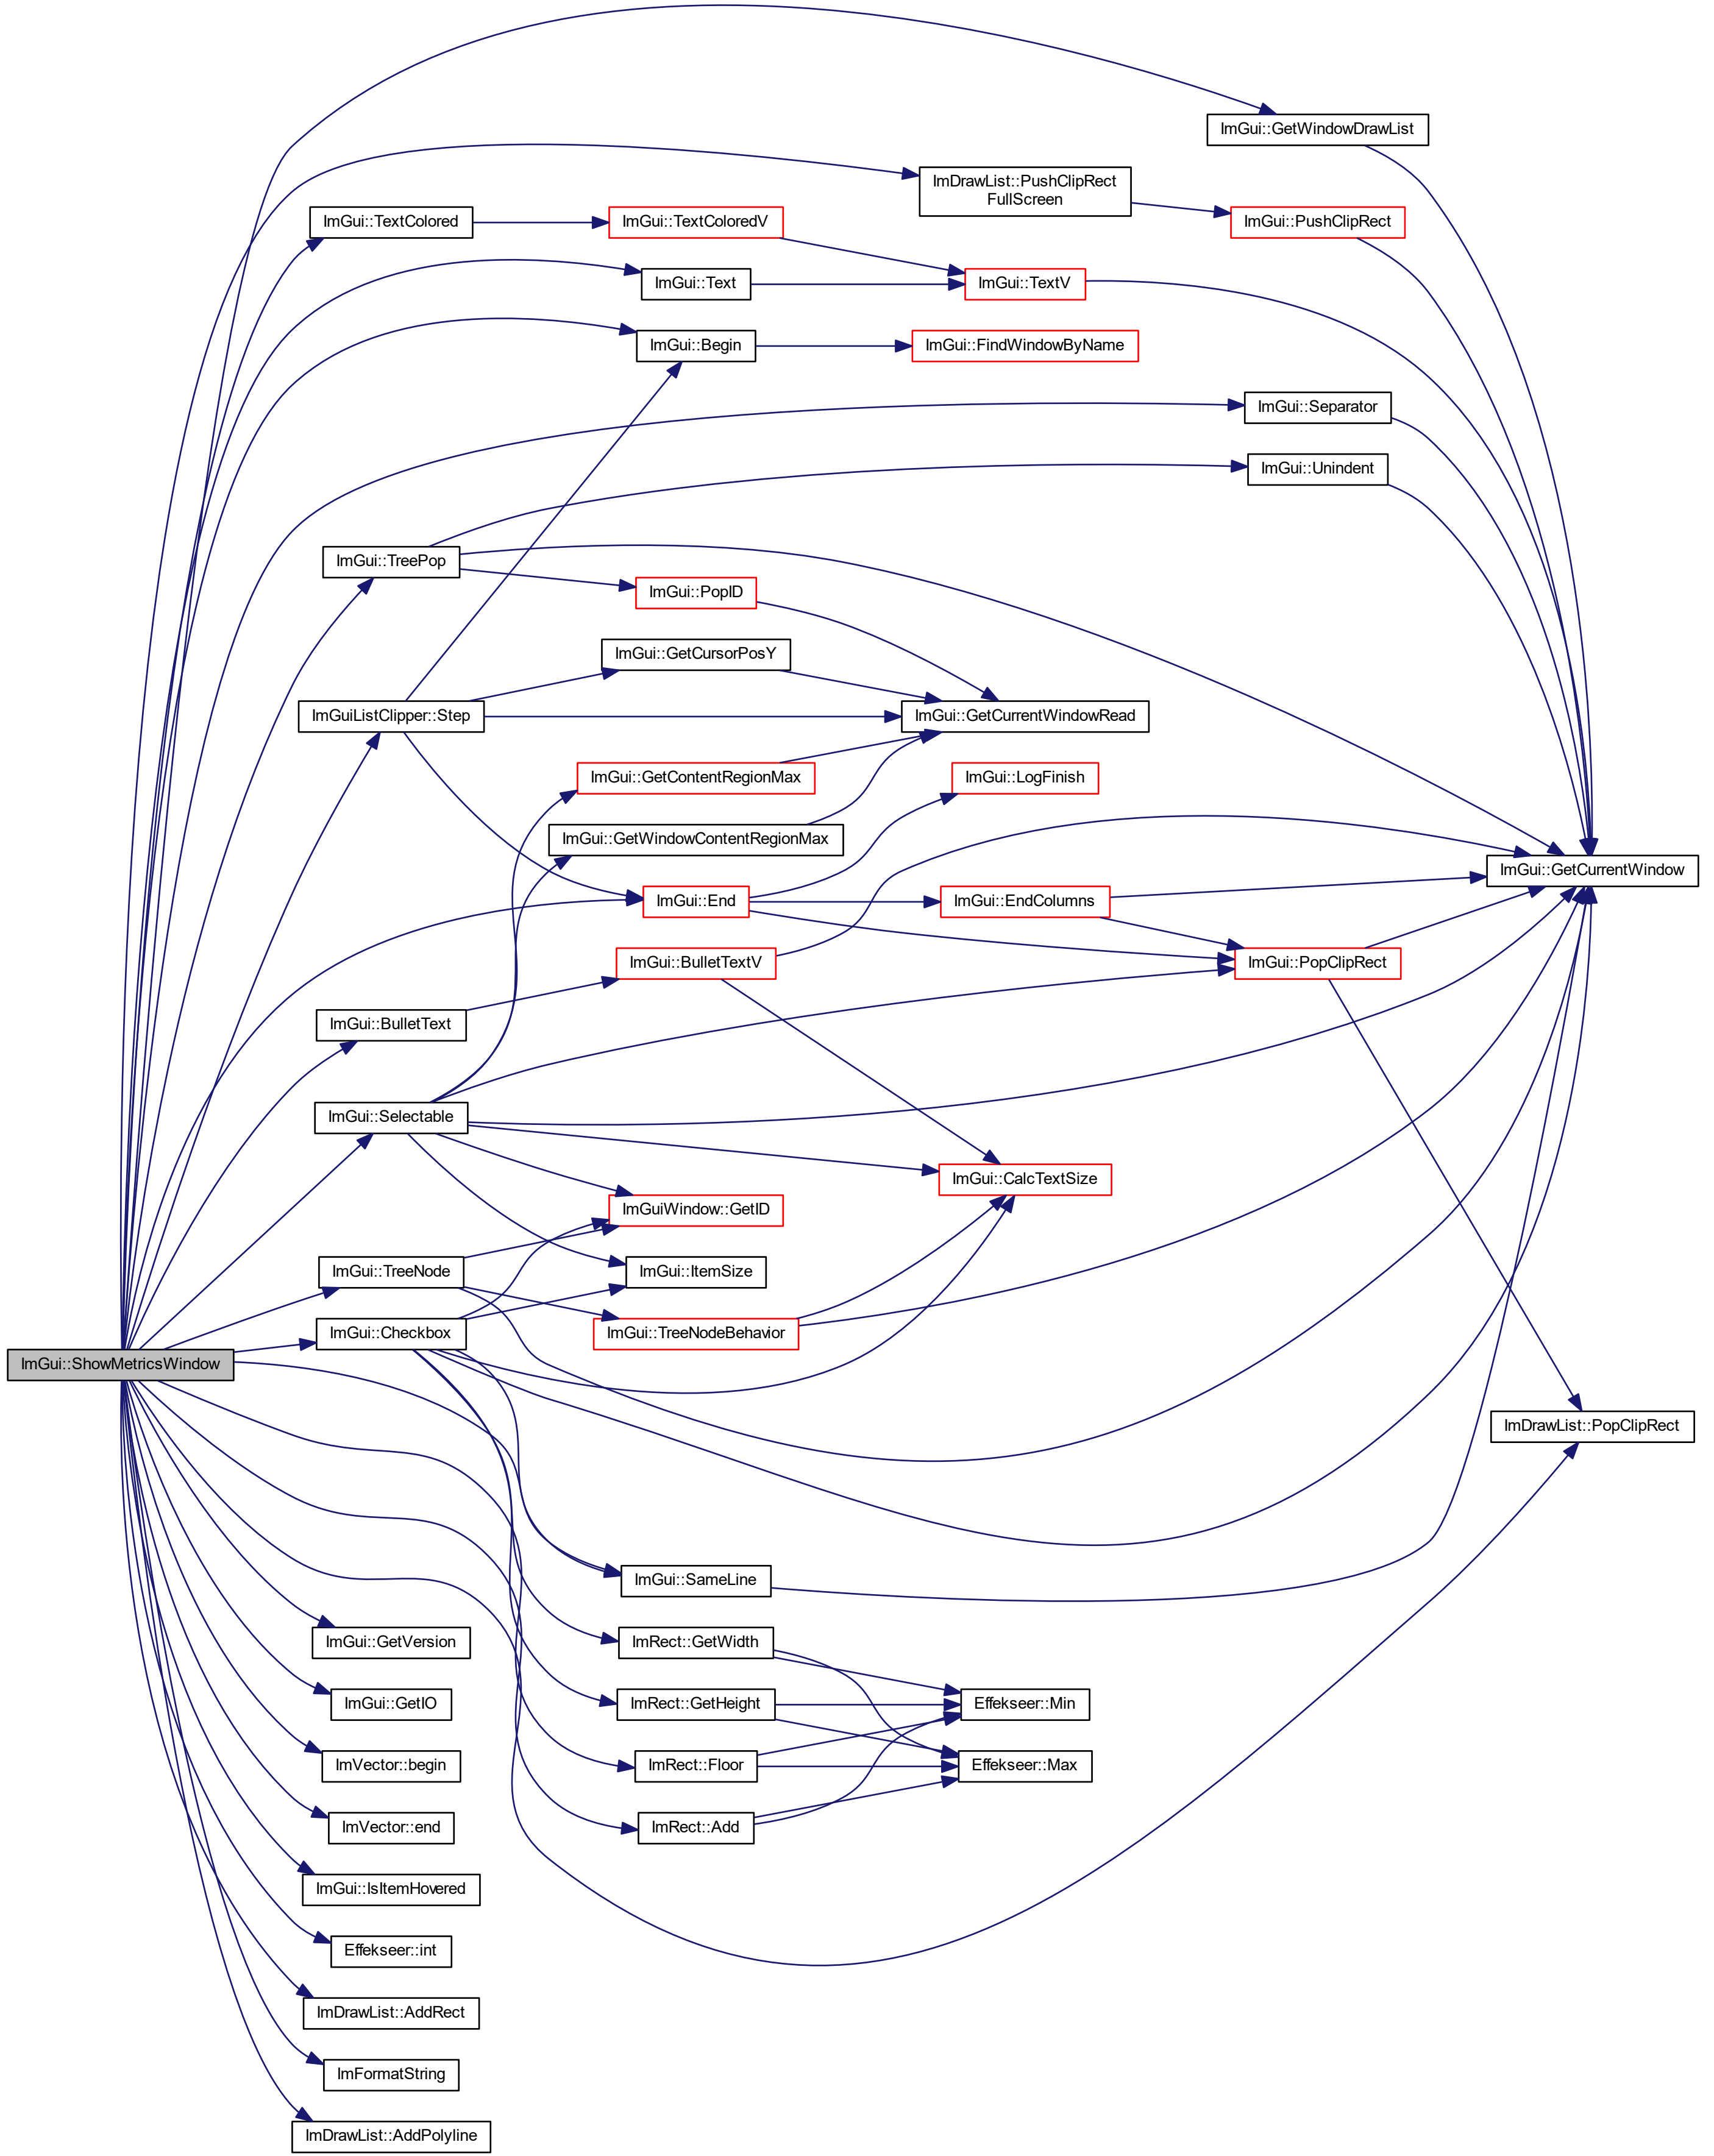 ImGui::GetWindowDrawList
ImDrawList::PushClipRect
FullScreen
ImGui::TextColored
ImGui::TextColoredV
ImGui::PushClipRect
ImGui::Text
ImGui::TextV
ImGui::Begin
ImGui::FindWindowByName
ImGui::Separator
ImGui::Unindent
ImGui::TreePop
ImGui::PopID
ImGui::GetCursorPosY
ImGuiListClipper::Step
ImGui::GetCurrentWindowRead
ImGui::GetContentRegionMax
ImGui::LogFinish
ImGui::GetWindowContentRegionMax
ImGui::GetCurrentWindow
ImGui::End
ImGui::EndColumns
ImGui::BulletTextV
ImGui::PopClipRect
ImGui::BulletText
ImGui::Selectable
ImGui::CalcTextSize
ImGuiWindow::GetID
ImGui::TreeNode
ImGui::ItemSize
ImGui::Checkbox
ImGui::TreeNodeBehavior
ImGui::ShowMetricsWindow
ImDrawList::PopClipRect
ImGui::SameLine
ImGui::GetVersion
ImRect::GetWidth
ImGui::GetIO
ImRect::GetHeight
Effekseer::Min
ImVector::begin
ImRect::Floor
Effekseer::Max
ImVector::end
ImRect::Add
ImGui::IsItemHovered
Effekseer::int
ImDrawList::AddRect
ImFormatString
ImDrawList::AddPolyline